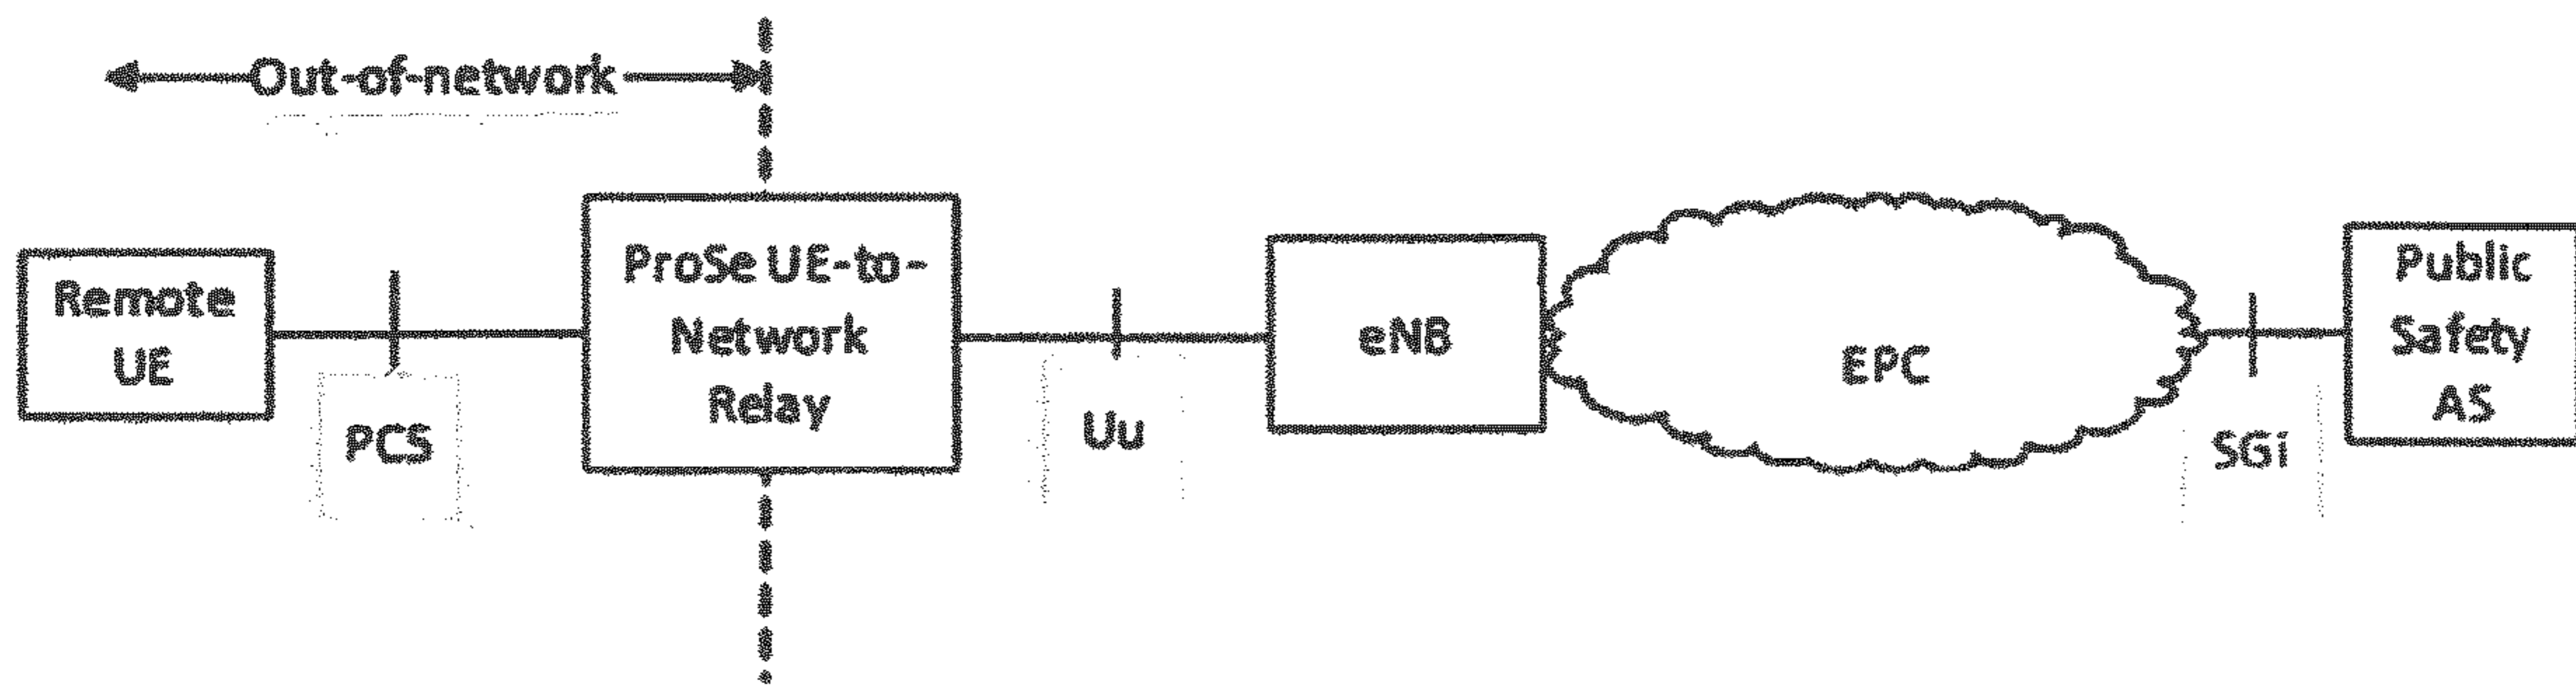 Out-of-network
Remote
UE
PC5
ProSe UE-to-
Network
Relay
Uu
eNB
EPC
SGi
Public
Safety
AS